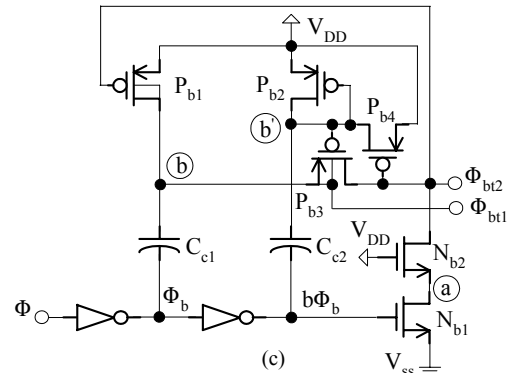 V_DD
P_b1
P_b2
P_b4
b'
b
Φ_bt2
P_b3
Φ_bt1
V_DD
N_b2
C_c1
C_c2
a
Φ
Φ_b
bΦ_b
N_b1
(c)
V_ss